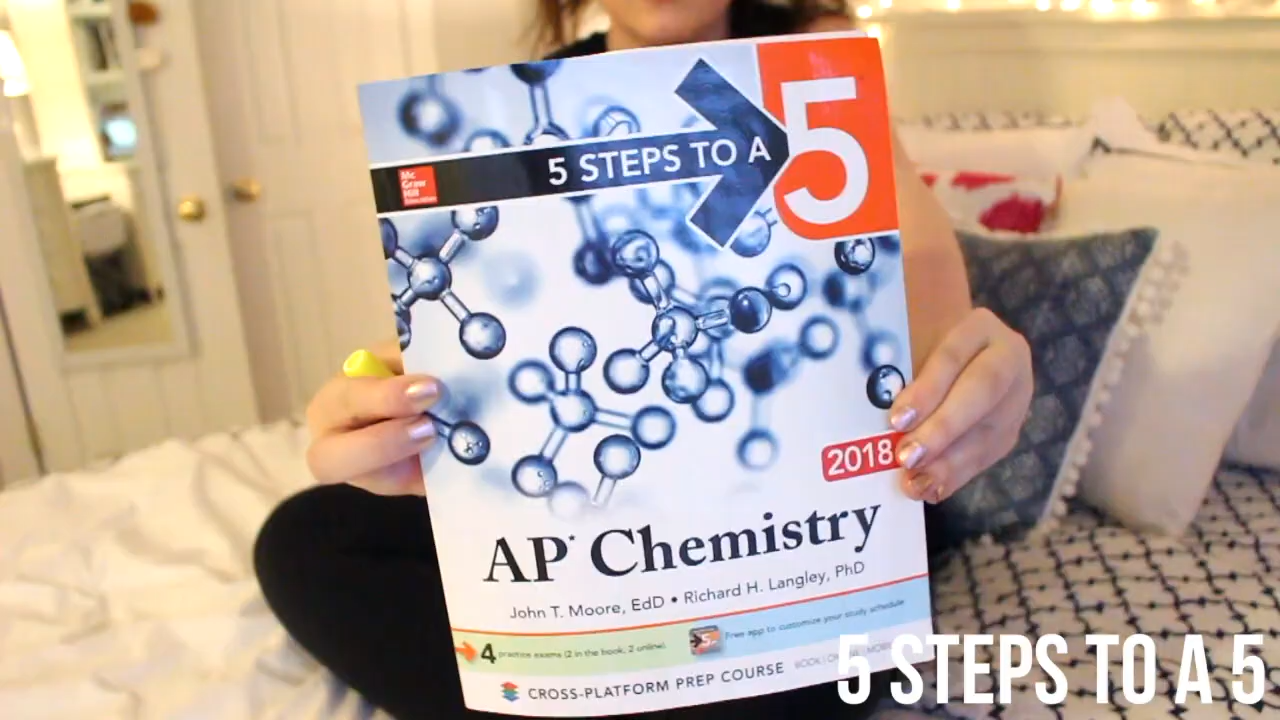 5 STEPS TO A 5
Mc
Graw
Hill
Education
2018
AP* Chemistry
John T. Moore, EdD • Richard H. Langley, PhD
4 practice exams (2 in the book, 2 online)
5
Free app to customize your study schedule
CROSS-PLATFORM PREP COURSE
BOOK
5 STEPS TO A 5